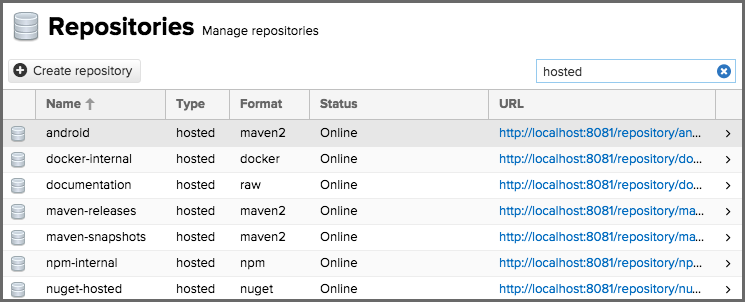 Repositories Manage repositories
Create repository hosted
Name Type Format Status URL
android hosted maven2 Online http://localhost:8081/repository/an...
docker-internal hosted docker Online http://localhost:8081/repository/do...
documentation hosted raw Online http://localhost:8081/repository/do...
maven-releases hosted maven2 Online http://localhost:8081/repository/ma...
maven-snapshots hosted maven2 Online http://localhost:8081/repository/ma...
npm-internal hosted npm Online http://localhost:8081/repository/np...
nuget-hosted hosted nuget Online http://localhost:8081/repository/nu...